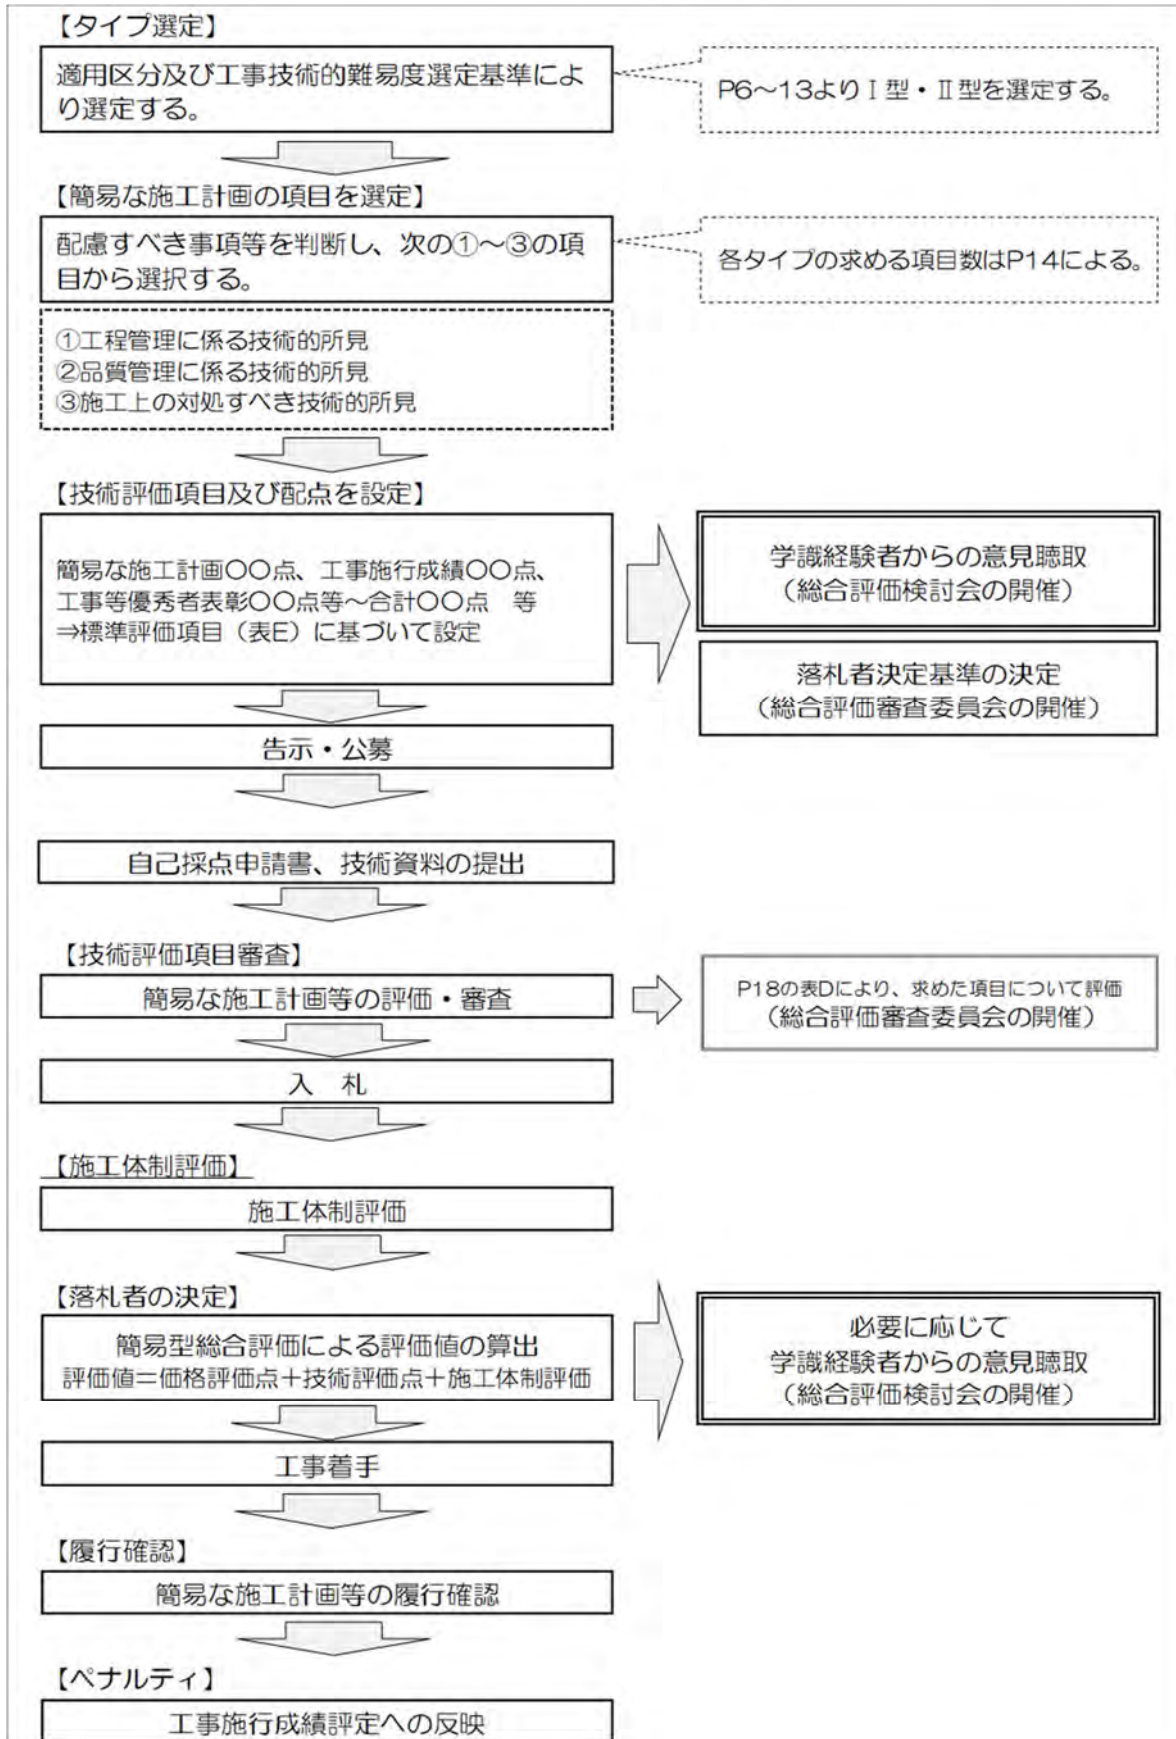 【タイプ選定】
適用区分及び工事技術的難易度選定基準によ
り選定する。
P6～13よりⅠ型・Ⅱ型を選定する。
【簡易な施工計画の項目を選定】
配慮すべき事項等を判断し、次の①～③の項
目から選択する。
各タイプの求める項目数はP14による。
①工程管理に係る技術的所見
②品質管理に係る技術的所見
③施工上の対処すべき技術的所見
【技術評価項目及び配点を設定】
簡易な施工計画〇〇点、工事施行成績〇〇点、
工事等優秀者表彰〇〇点等～合計〇〇点　等
⇒標準評価項目（表E）に基づいて設定
学識経験者からの意見聴取
（総合評価検討会の開催）
落札者決定基準の決定
（総合評価審査委員会の開催）
告示・公募
自己採点申請書、技術資料の提出
【技術評価項目審査】
簡易な施工計画等の評価・審査
P18の表Dにより、求めた項目について評価
（総合評価審査委員会の開催）
入　札
【施工体制評価】
施工体制評価
【落札者の決定】
簡易型総合評価による評価値の算出
評価値＝価格評価点＋技術評価点＋施工体制評価
必要に応じて
学識経験者からの意見聴取
（総合評価検討会の開催）
工事着手
【履行確認】
簡易な施工計画等の履行確認
【ペナルティ】
工事施行成績評定への反映